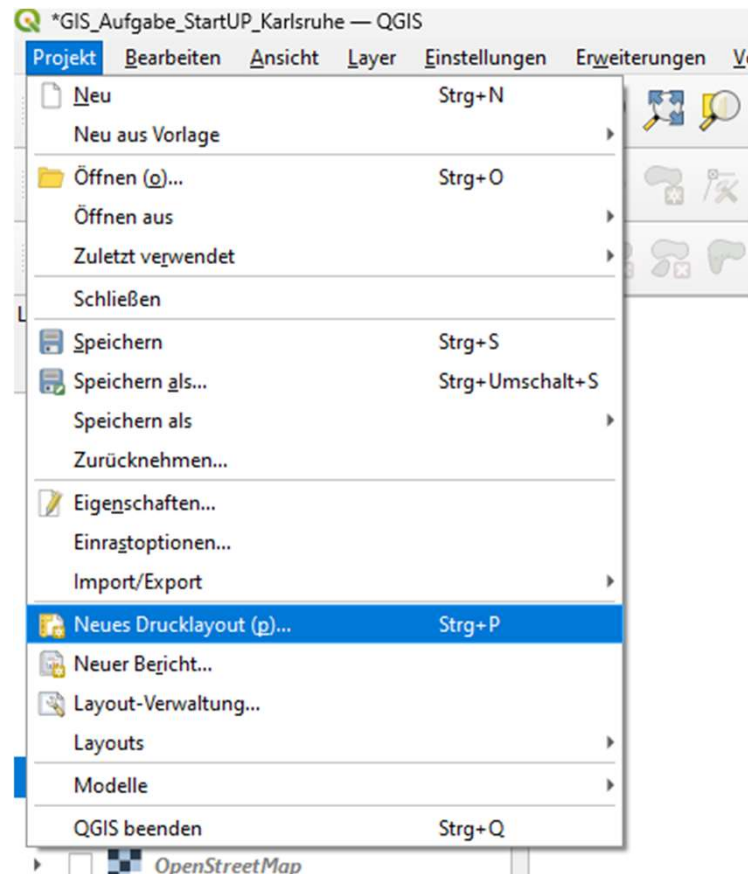 *GIS_Aufgabe_StartUP_Karlsruhe — QGIS
Projekt Bearbeiten Ansicht Layer Einstellungen Erweiterungen
Neu Strg+N
Neu aus Vorlage
Öffnen (o)... Strg+O
Öffnen aus
Zuletzt verwendet
Schließen
Speichern Strg+S
Speichern als... Strg+Umschalt+S
Speichern als
Zurücknehmen...
Eigenschaften...
Einrastoptionen...
Import/Export
Neues Drucklayout (p)... Strg+P
Neuer Bericht...
Layout-Verwaltung...
Layouts
Modelle
QGIS beenden Strg+Q
OpenStreetMap